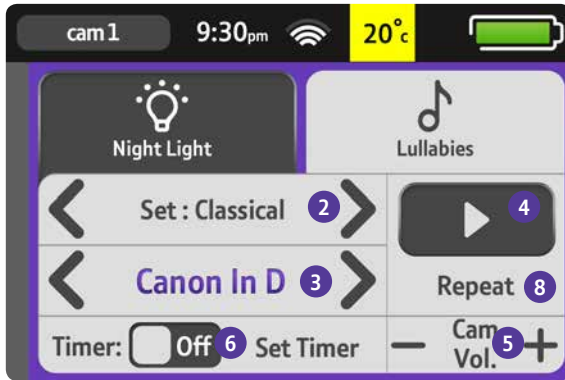 cam1 9:30pm 20°c
Night Light Lullabies
Set : Classical 2 4
Canon In D 3 Repeat 8
Timer: Off 6 Set Timer Cam Vol. 5